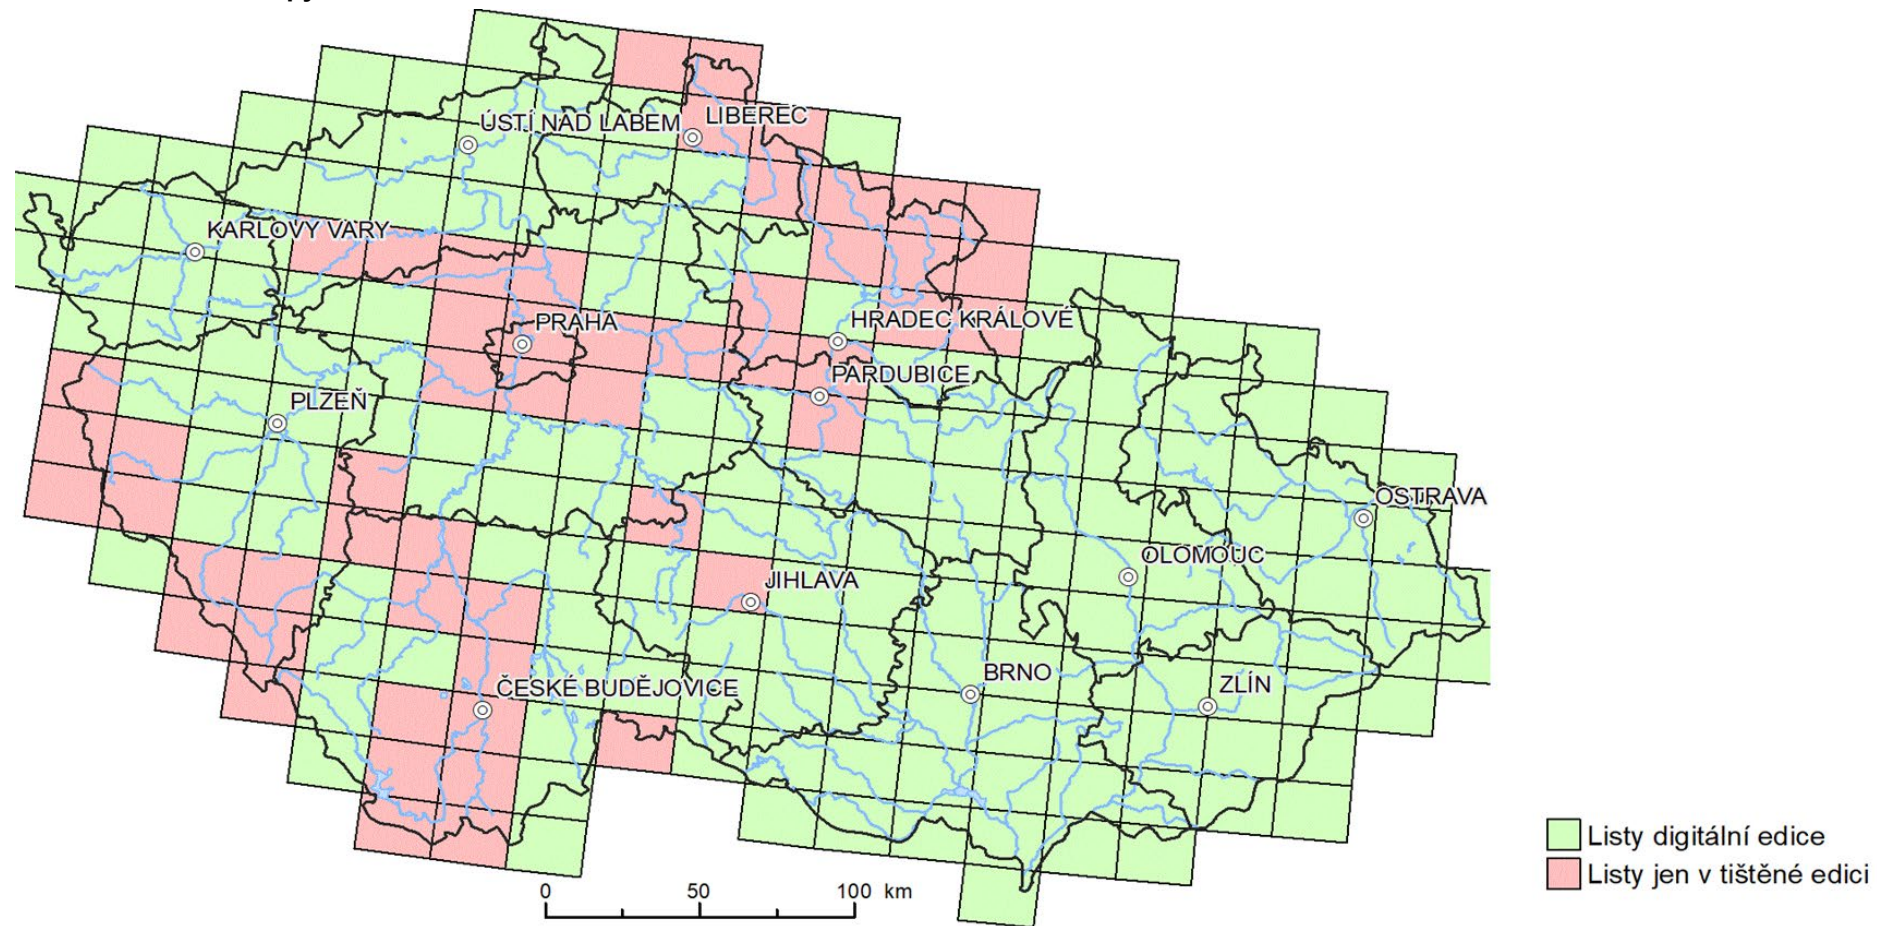 LIBEREC
ÚSTÍ NAD LABEM
KARLOVY VARY
PRAHA
HRADEC KRÁLOVÉ
PARDUBICE
PLZEŇ
OSTRAVA
OLOMOUC
JIHLAVA
BRNO
ZLÍN
ČESKÉ BUDĚJOVICE
Listy digitální edice
Listy jen v tištěné edici
0 50 100 km